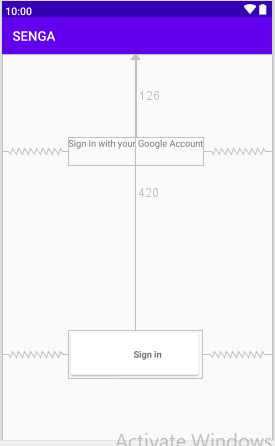 10:00
SENGA
126
Sign In with your Google Account
420
Sign in
Activate Windows